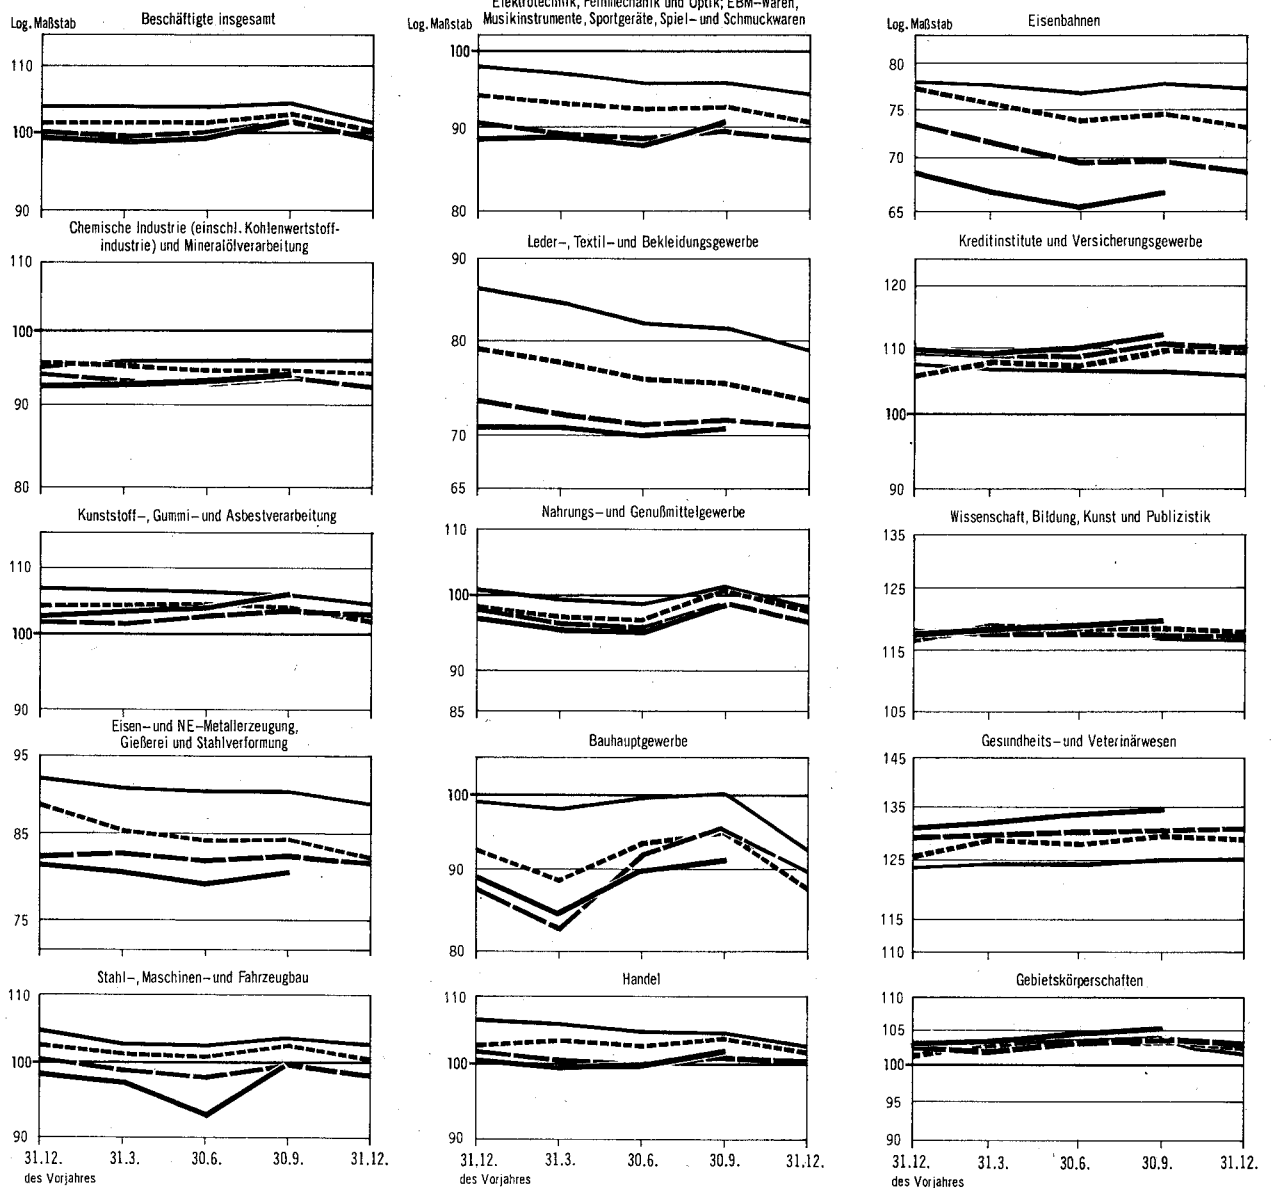 Log. Maßstab
Beschäftigte insgesamt
110
100
90
Chemische Industrie (einschl. Kohlenwertstoff-
industrie) und Mineralölverarbeitung
110
100
90
80
Kunststoff-, Gummi- und Asbestverarbeitung
110
100
90
Eisen- und NE-Metallerzeugung,
Gießerei und Stahlverformung
95
85
75
Stahl-, Maschinen- und Fahrzeugbau
110
100
90
31.12. 31.3. 30.6. 30.9. 31.12.
des Vorjahres
Elektrotechnik, Feinmechanik und Optik; EBM-Waren,
Log. Maßstab
Musikinstrumente, Sportgeräte, Spiel- und Schmuckwaren
100
90
80
Leder-, Textil- und Bekleidungsgewerbe
90
80
70
65
Nahrungs- und Genußmittelgewerbe
110
100
90
85
Bauhauptgewerbe
100
90
80
Handel
110
100
90
31.12. 31.3. 30.6. 30.9. 31.12.
des Vorjahres
Log. Maßstab
Eisenbahnen
80
75
70
65
Kreditinstitute und Versicherungsgewerbe
120
110
100
90
Wissenschaft, Bildung, Kunst und Publizistik
135
125
115
105
Gesundheits- und Veterinärwesen
145
135
125
115
110
Gebietskörperschaften
110
105
100
95
90
31.12. 31.3. 30.6. 30.9. 31.12.
des Vorjahres